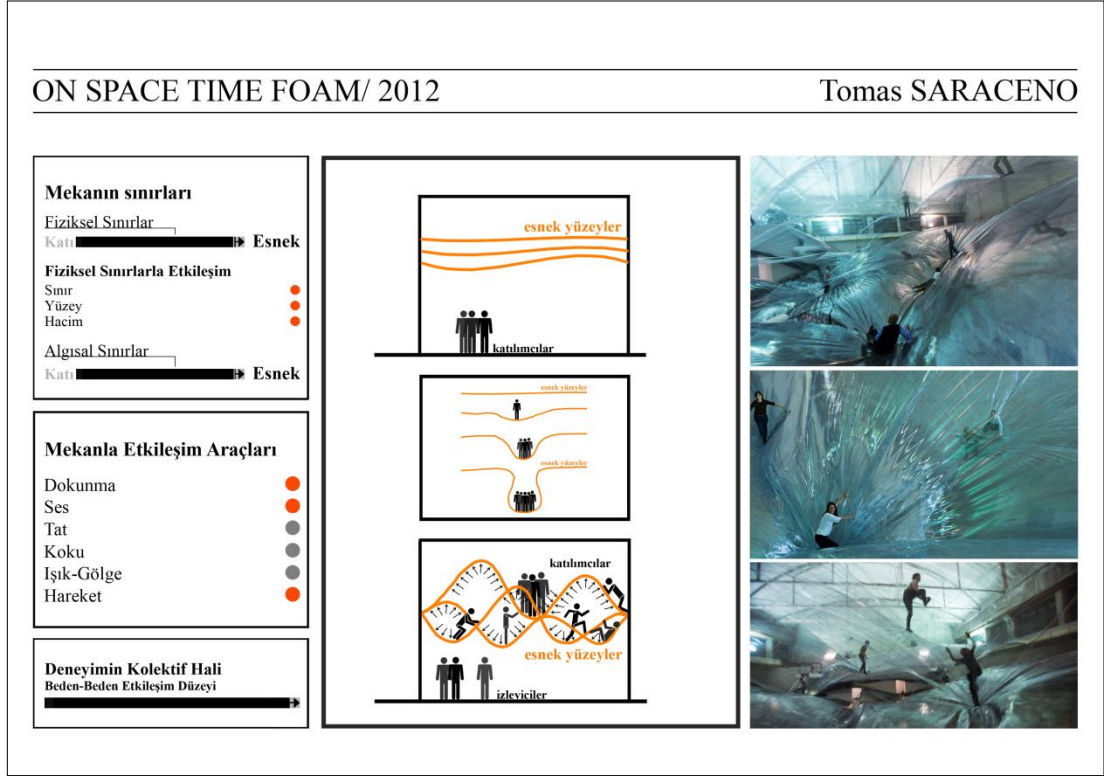 ON SPACE TIME FOAM/ 2012
Tomas SARACENO
Mekanın sınırları
Fiziksel Sınırlar
Katı Esnek
Fiziksel Sınırlarla Etkileşim
Sınır
Yüzey
Hacim
Algısal Sınırlar
Katı Esnek
Mekanla Etkileşim Araçları
Dokunma
Ses
Tat
Koku
Işık-Gölge
Hareket
Deneyimin Kolektif Hali
Beden-Beden Etkileşim Düzeyi
esnek yüzeyler
katılımcılar
esnek yüzeyler
esnek yüzeyler
katılımcılar
esnek yüzeyler
izleyiciler